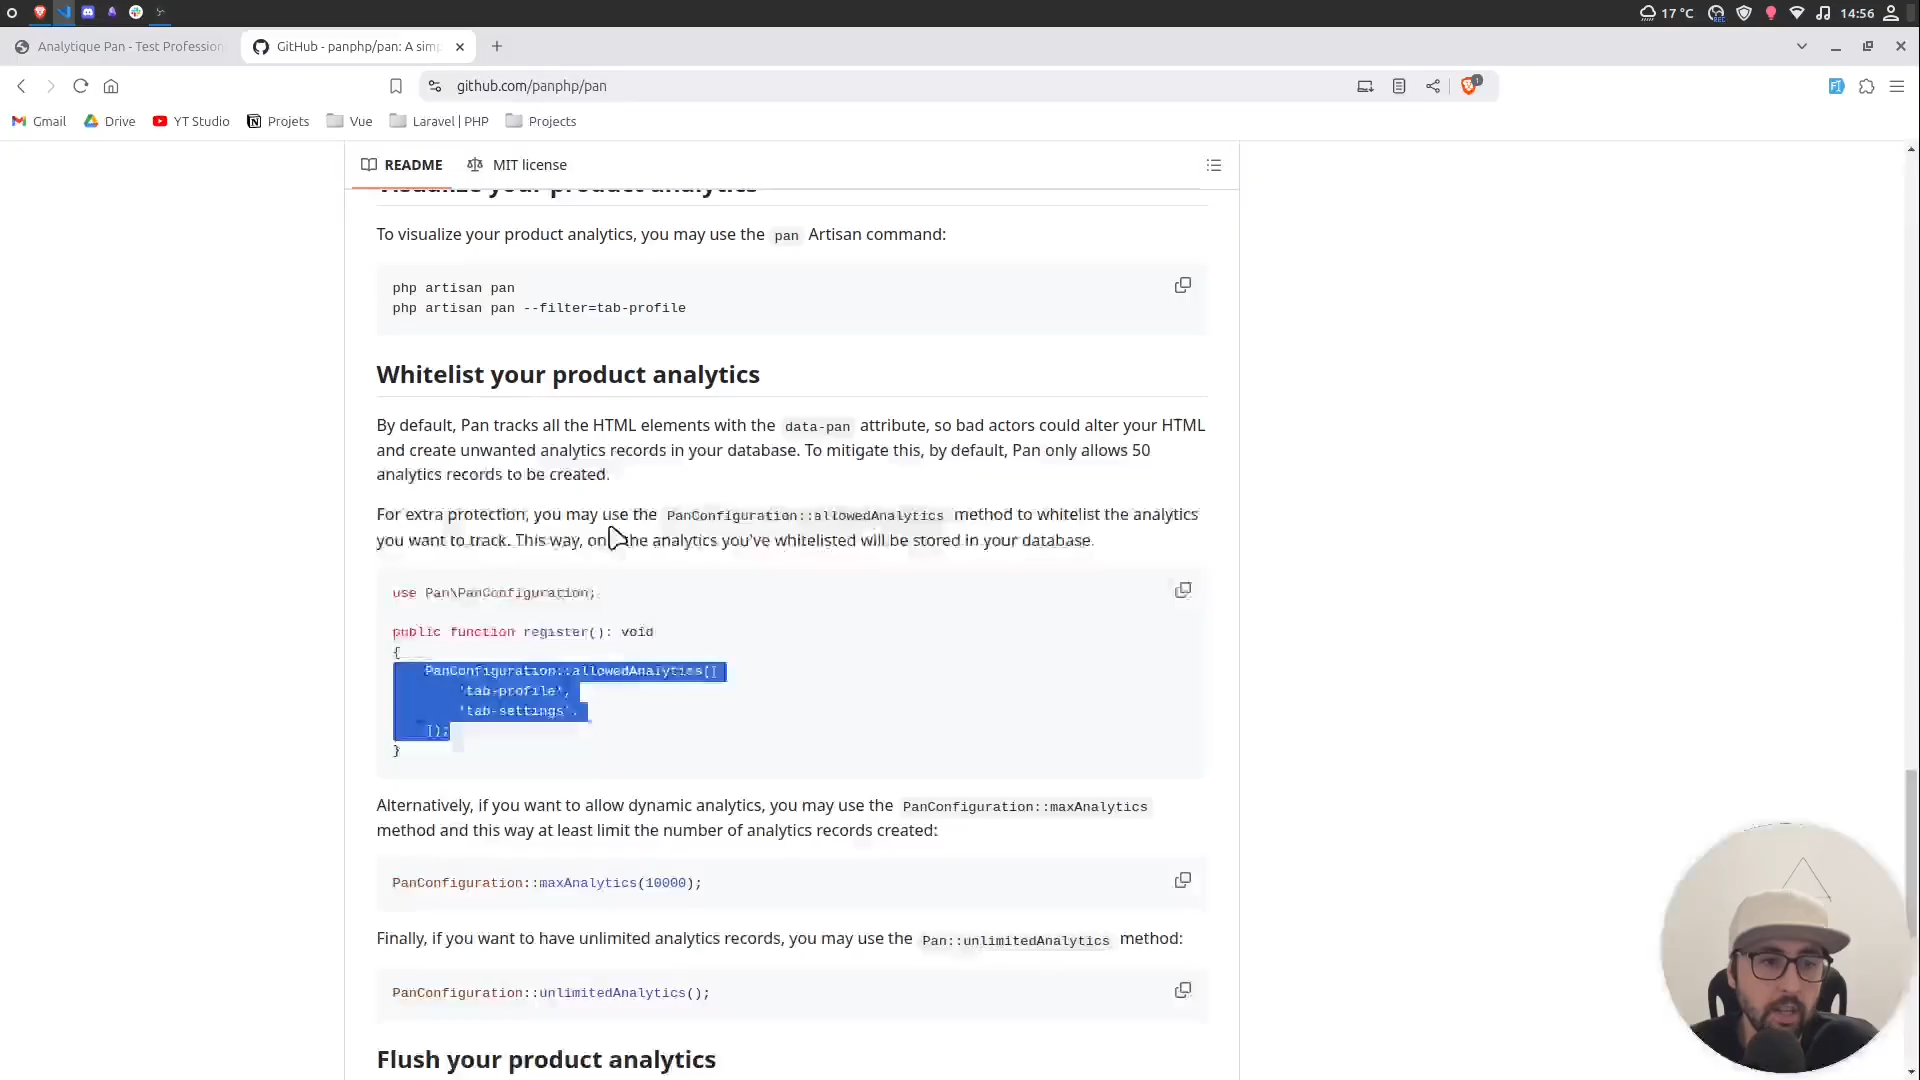 17 °C
REC
14:56
Analytique Pan - Test Profession
GitHub - panphp/pan: A sim
github.com/panphp/pan
1
Gmail
Drive
YT Studio
Projets
Vue
Laravel | PHP
Projects
README
MIT license
Visualize your product analytics
To visualize your product analytics, you may use the pan Artisan command:
php artisan pan
php artisan pan --filter=tab-profile
Whitelist your product analytics
By default, Pan tracks all the HTML elements with the data-pan attribute, so bad actors could alter your HTML
and create unwanted analytics records in your database. To mitigate this, by default, Pan only allows 50
analytics records to be created.
For extra protection, you may use the PanConfiguration::allowedAnalytics method to whitelist the analytics
you want to track. This way, only the analytics you've whitelisted will be stored in your database.
use Pan\PanConfiguration;
public function register(): void
{
PanConfiguration::allowedAnalytics([
'tab-profile',
'tab-settings',
]);
}
Alternatively, if you want to allow dynamic analytics, you may use the PanConfiguration::maxAnalytics
method and this way at least limit the number of analytics records created:
PanConfiguration::maxAnalytics(10000);
Finally, if you want to have unlimited analytics records, you may use the Pan::unlimitedAnalytics method:
PanConfiguration::unlimitedAnalytics();
Flush your product analytics